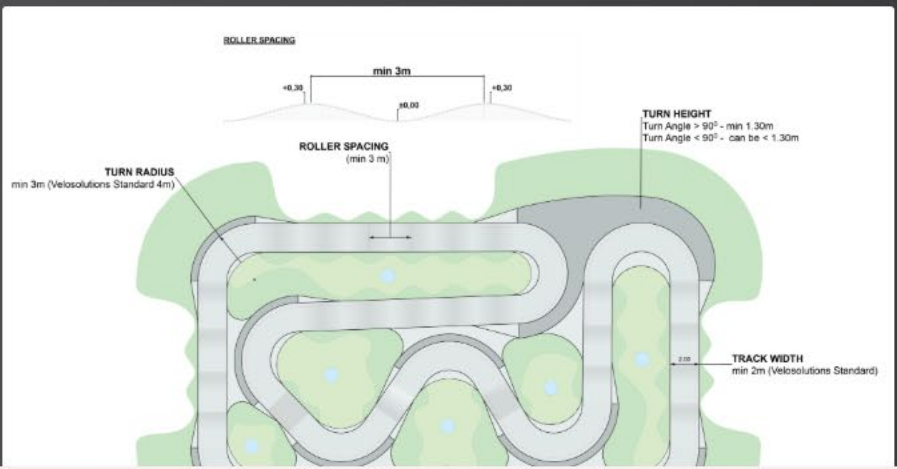 ROLLER SPACING
min 3m
+0,30
+0,30
±0,00
TURN HEIGHT
Turn Angle > 90⁰ - min 1.30m
Turn Angle < 90⁰ - can be < 1.30m
ROLLER SPACING
(min 3 m)
TURN RADIUS
min 3m (Velosolutions Standard 4m)
2.00
TRACK WIDTH
min 2m (Velosolutions Standard)